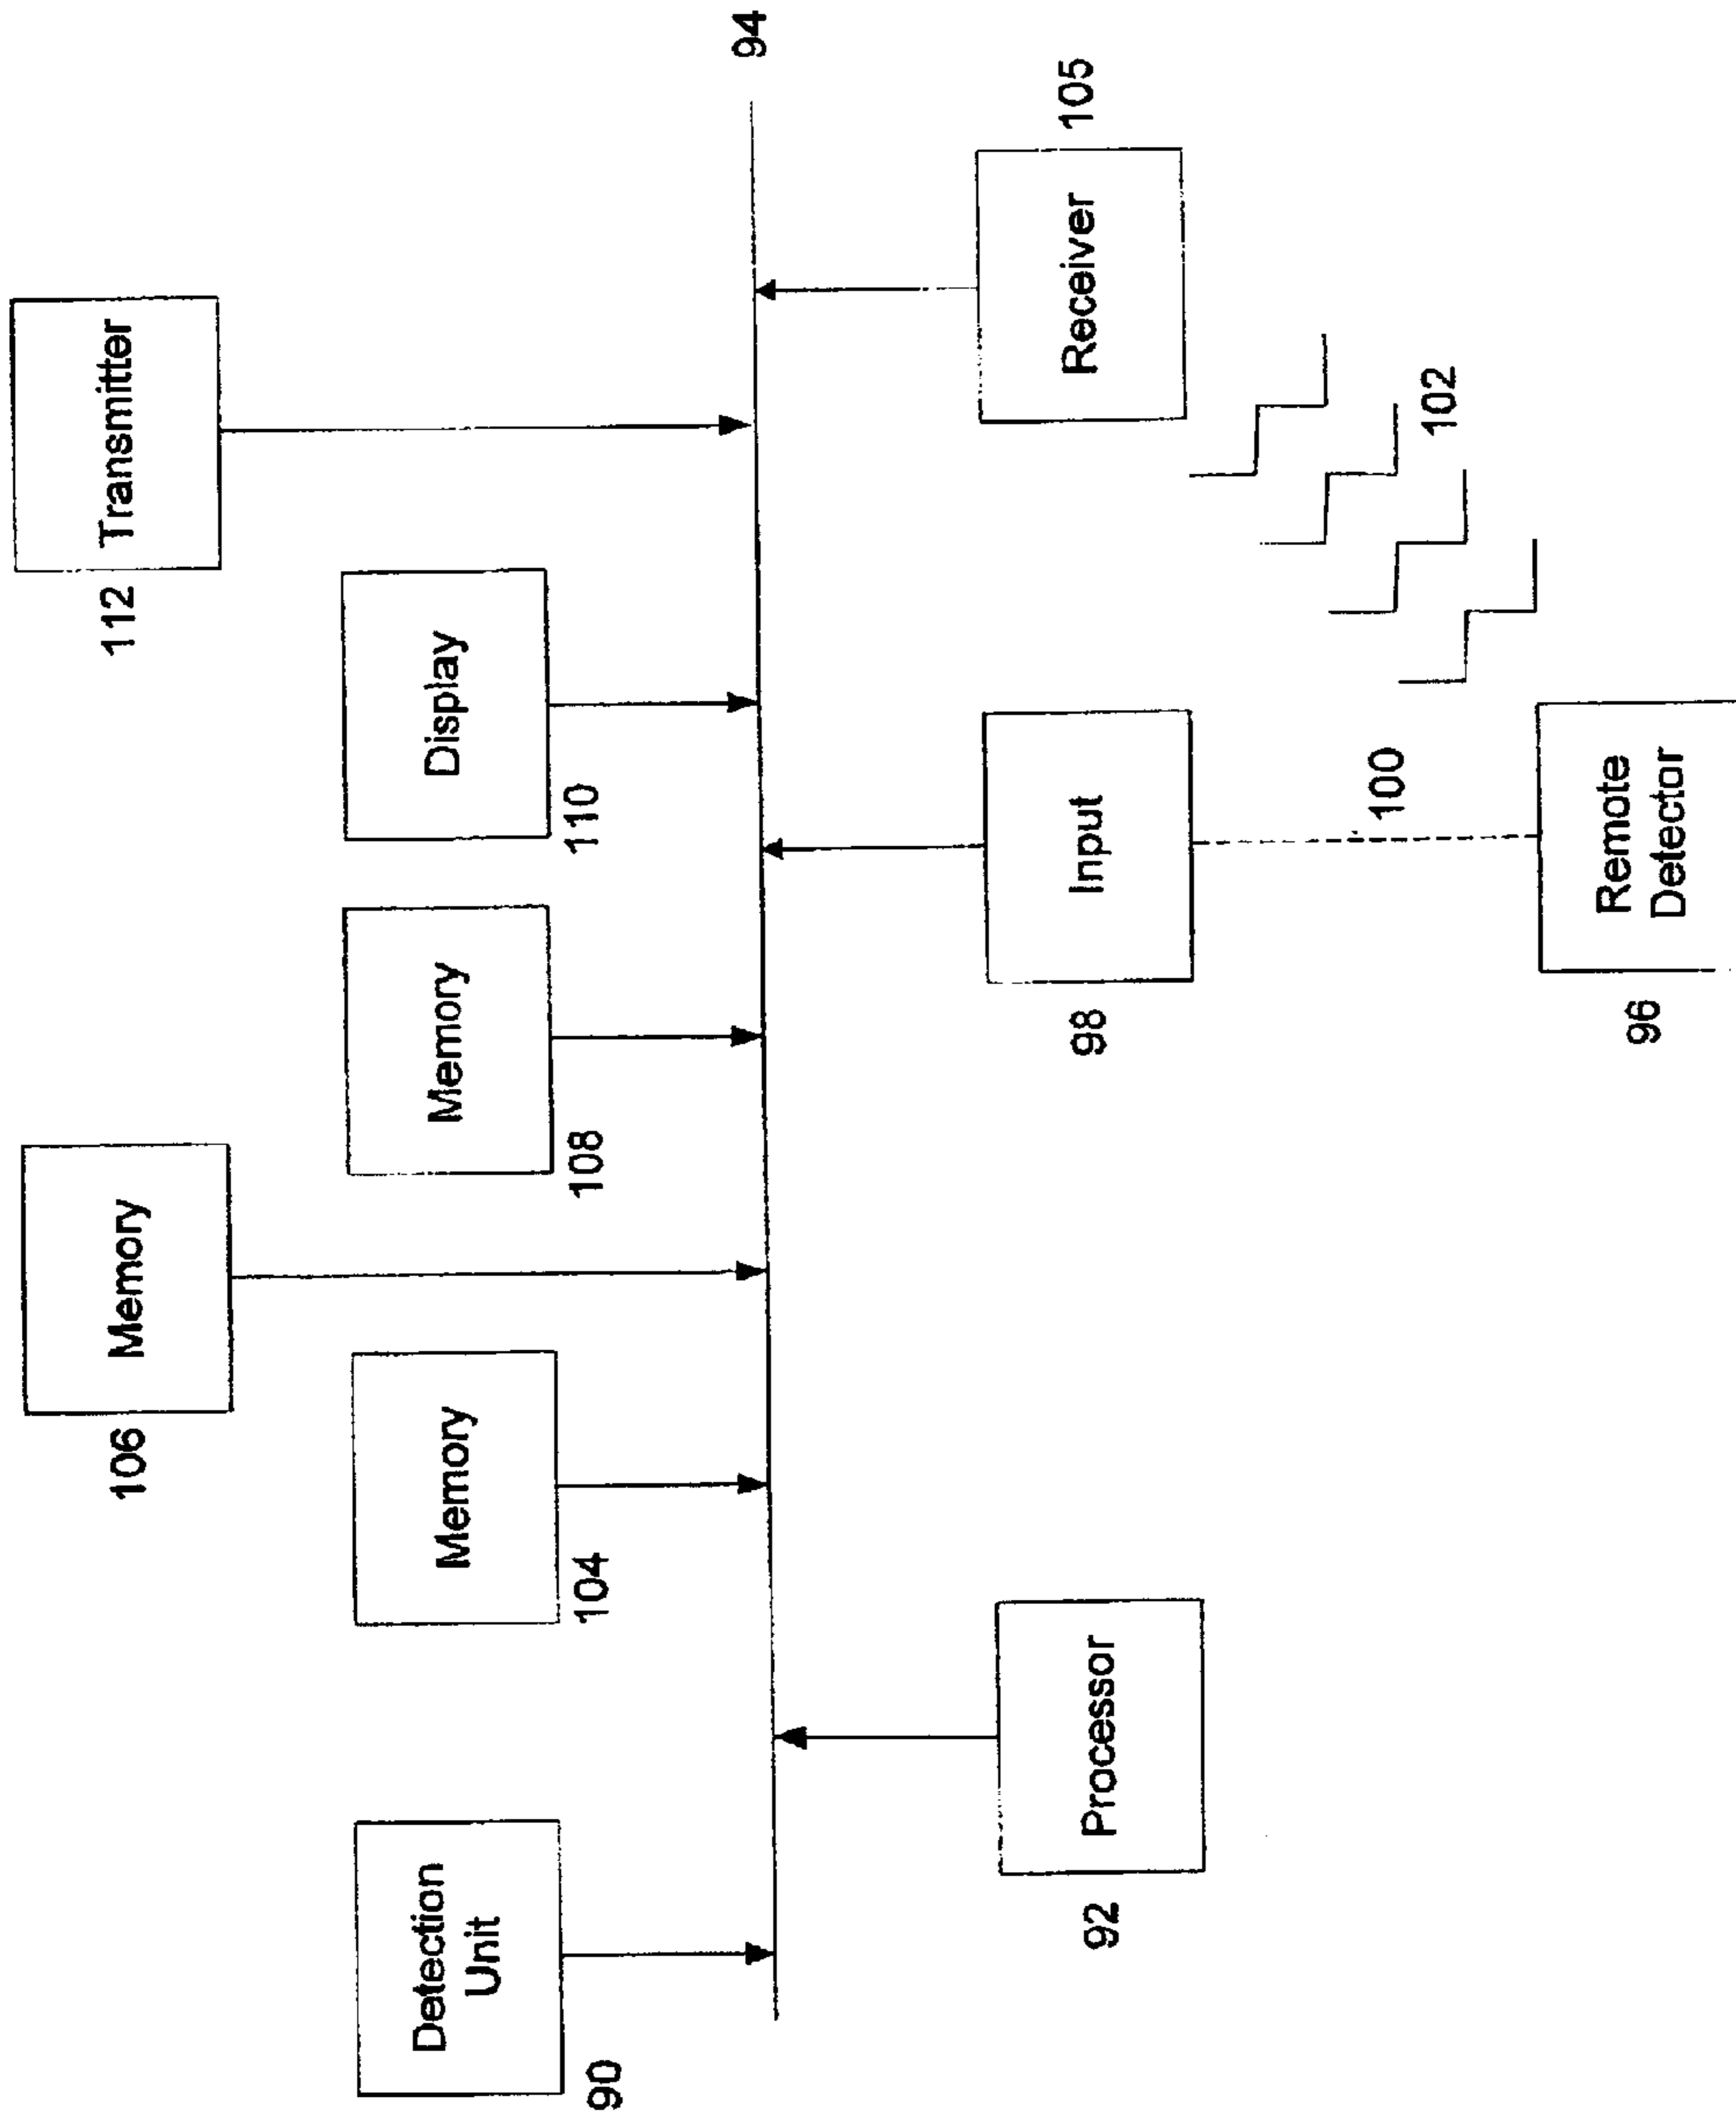 94
112
Transmitter
Receiver
105
110
Display
102
106
Memory
108
Memory
98
Input
100
104
Memory
96
Remote
Detector
90
Detection
Unit
92
Processor